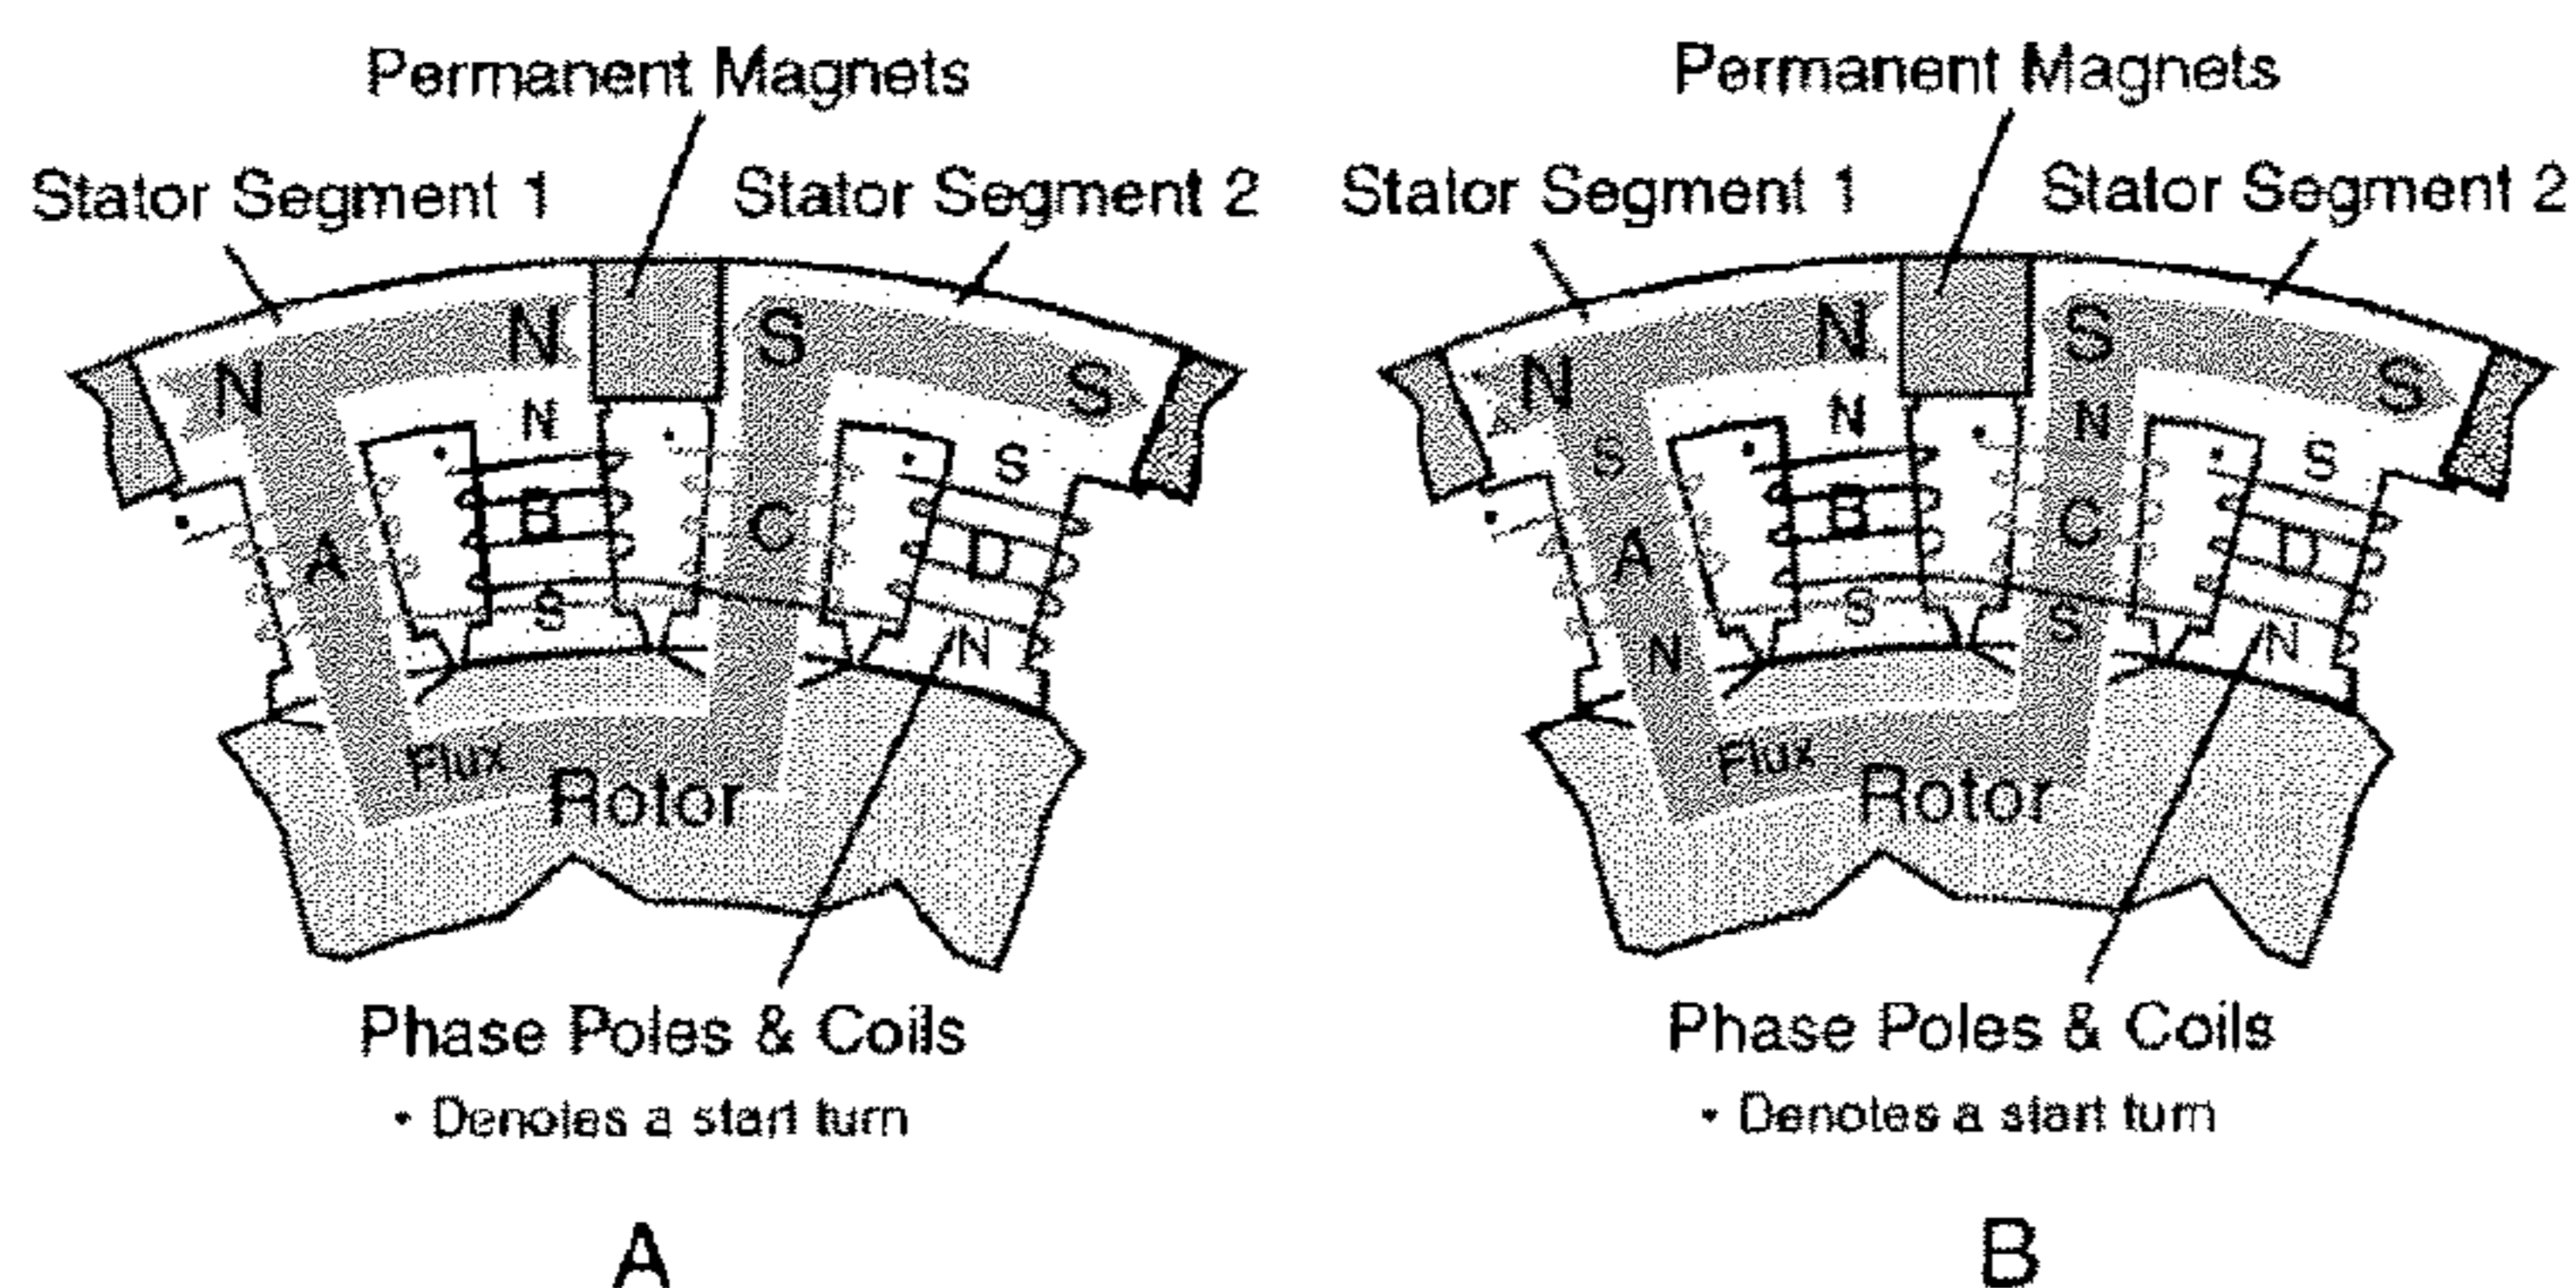 Permanent Magnets
Stator Segment 1
Stator Segment 2
N
N
S
S
N
S
A
B
C
D
S
N
Flux
Rotor
Phase Poles & Coils
• Denotes a start turn
A
Permanent Magnets
Stator Segment 1
Stator Segment 2
N
N
S
S
S
N
N
S
A
B
C
D
N
S
S
N
Flux
Rotor
Phase Poles & Coils
• Denotes a start turn
B